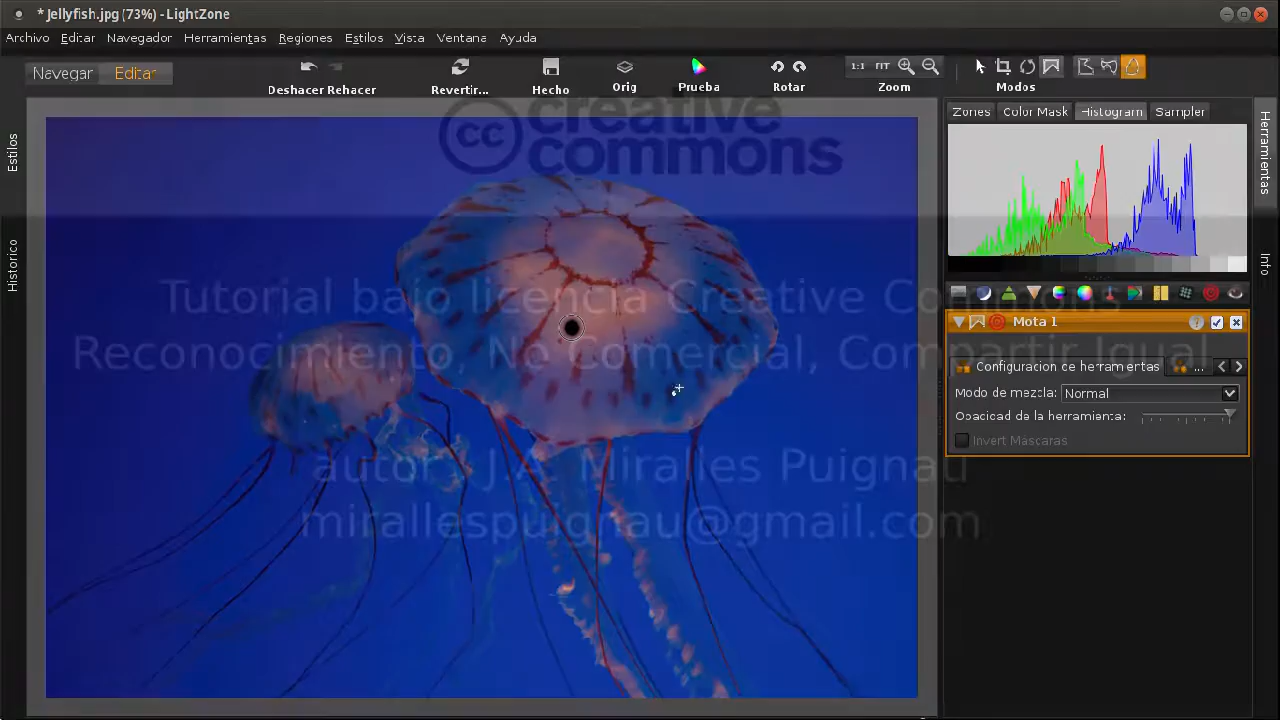 *Jellyfish.jpg (73%) - LightZone
Archivo Editar Navegador Herramientas Regiones Estilos Vista Ventana Ayuda
Navegar Editar
Deshacer Rehacer Revertir... Hecho Orig Prueba Rotar 1:1 FIT Zoom Modos
creative
commons
cc
Estilos
Historico
Zones Color Mask Histogram Sampler
Herramientas
Info
Tutorial bajo licencia Creative Commons
Reconocimiento, No Comercial, Compartir Igual
autor: J.A. Miralles Puignau
mirallespuignau@gmail.com
Mota 1
?
Configuracion de herramientas ...
Modo de mezcla: Normal
Opacidad de la herramienta:
Invert Máscaras